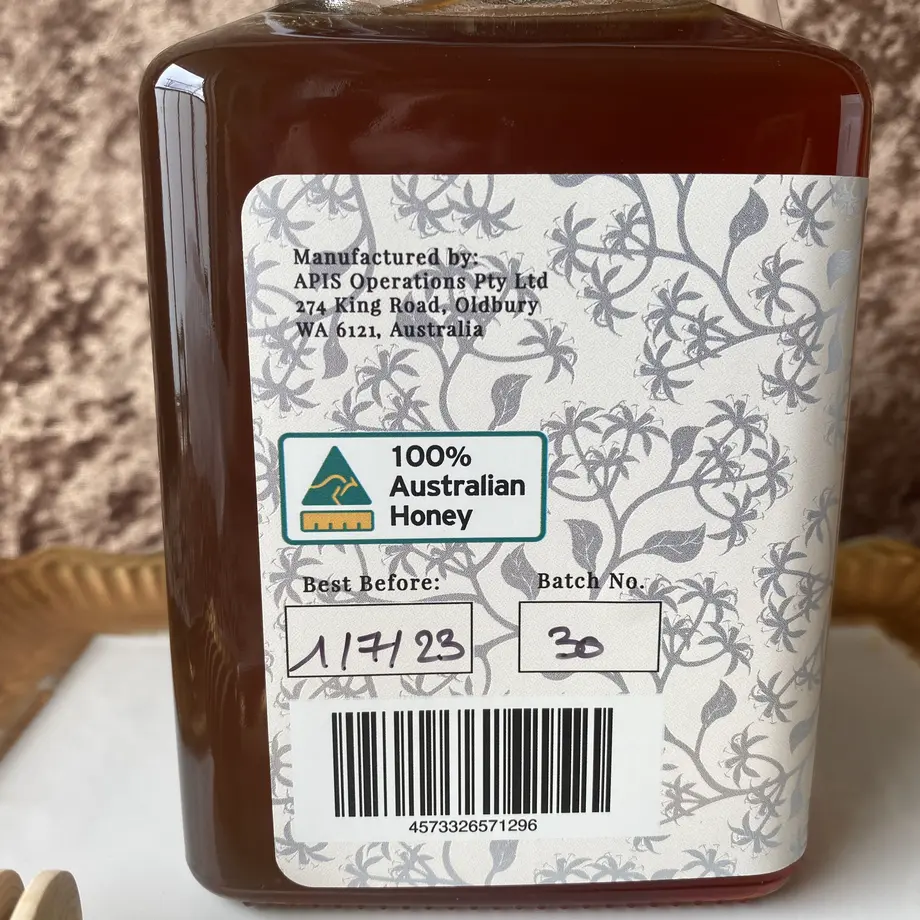 Manufactured by:
APIS Operations Pty Ltd
274 King Road, Oldbury
WA 6121, Australia
100%
Australian
Honey
Best Before:
Batch No.
1/7/23
30
4573326571296